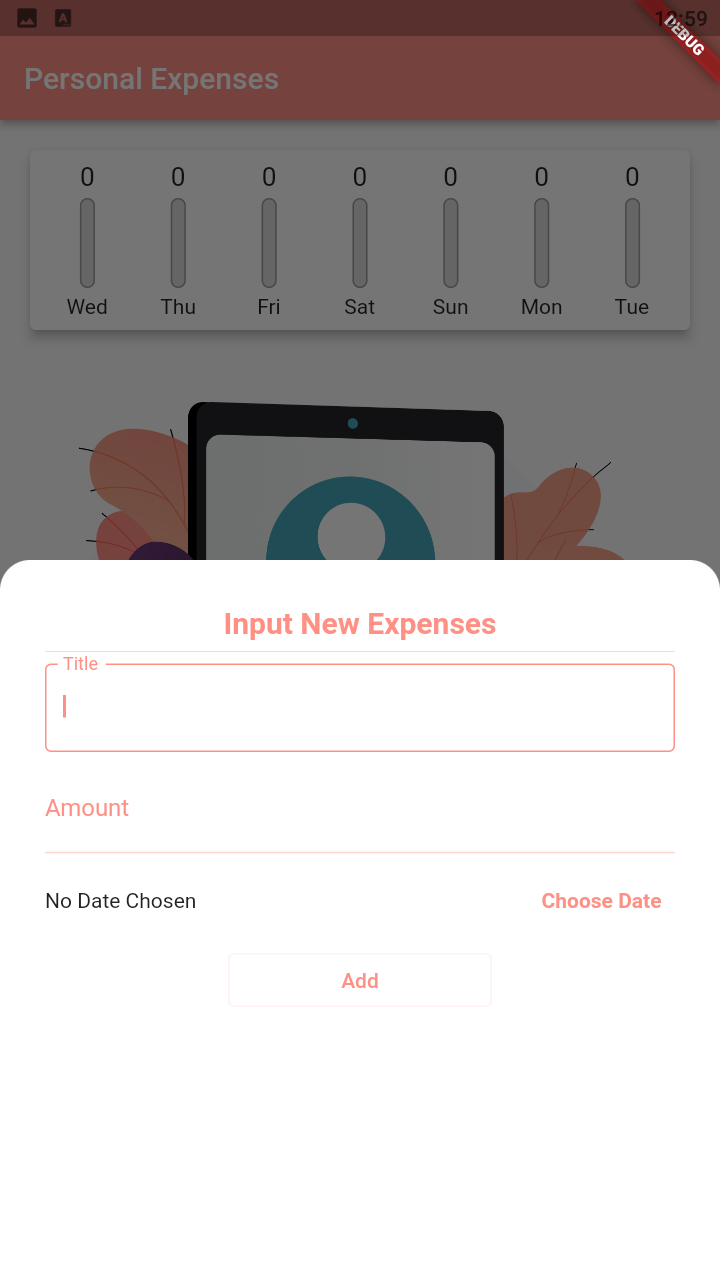 12:59
DEBUG
Personal Expenses
0 0 0 0 0 0 0
Wed Thu Fri Sat Sun Mon Tue
Input New Expenses
Title
Amount
No Date Chosen Choose Date
Add